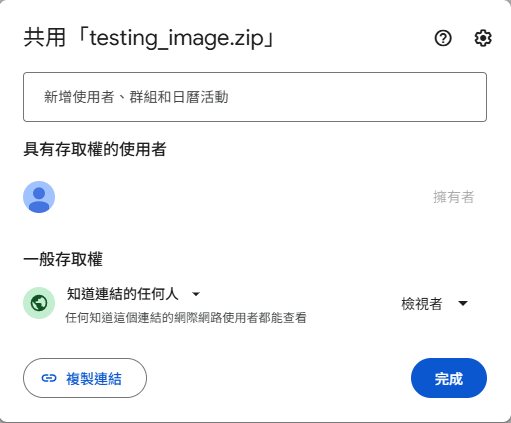 共用「testing_image.zip」
新增使用者、群組和日曆活動
具有存取權的使用者
擁有者
一般存取權
知道連結的任何人
檢視者
任何知道這個連結的網際網路使用者都能查看
複製連結
完成